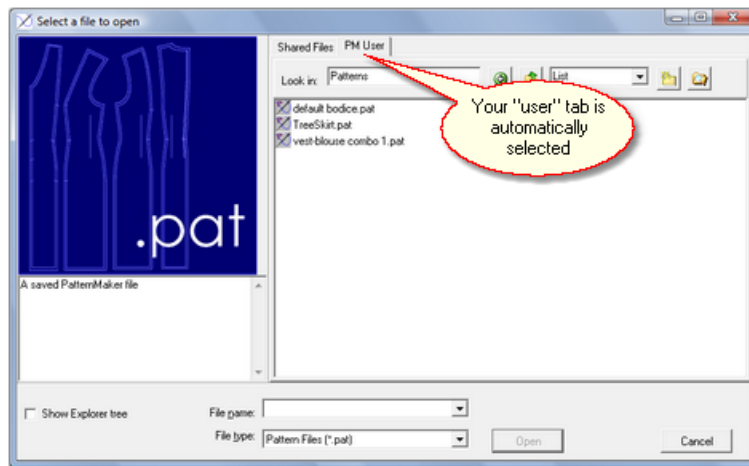 Select a file to open
Shared Files PM User
Look in: Patterns List
default bodice.pat
TreeSkirt.pat
vest-blouse combo 1.pat
Your "user" tab is
automatically
selected
.pat
A saved PatternMaker file
Show Explorer tree
File name:
File type: Pattern Files (*.pat)
Open
Cancel